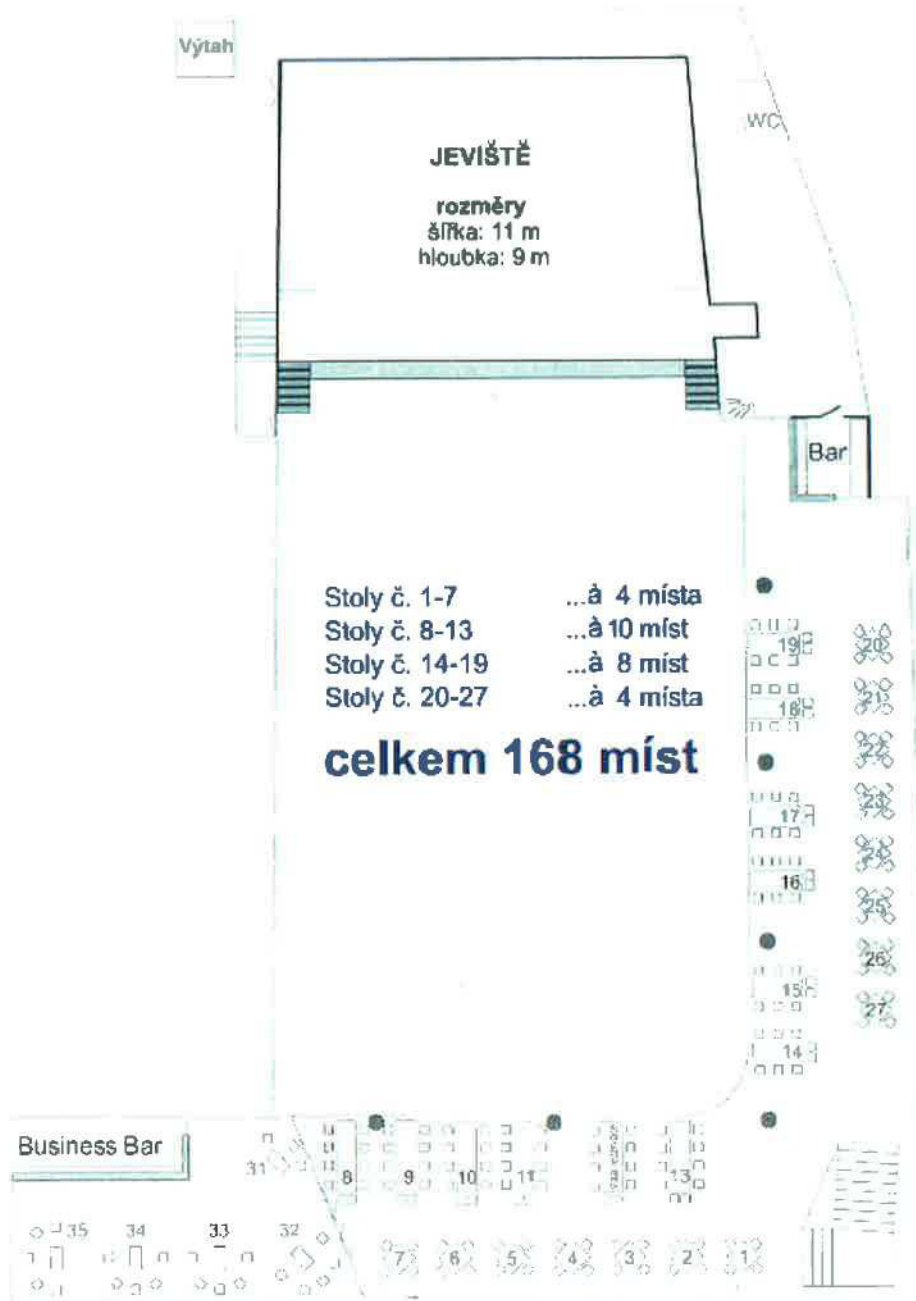 Výtah
WC
JEVIŠTĚ
rozměry
šířka: 11 m
hloubka: 9 m
Bar
Stoly č. 1-7 ...à 4 místa
Stoly č. 8-13 ...à 10 míst
Stoly č. 14-19 ...à 8 míst
Stoly č. 20-27 ...à 4 místa
celkem 168 míst
19 20
18 21
22
17 23
24
16
25
26
15
27
14
Business Bar
31
8 9 10 11 13
35 34 33 32
7 6 5 4 3 2 1